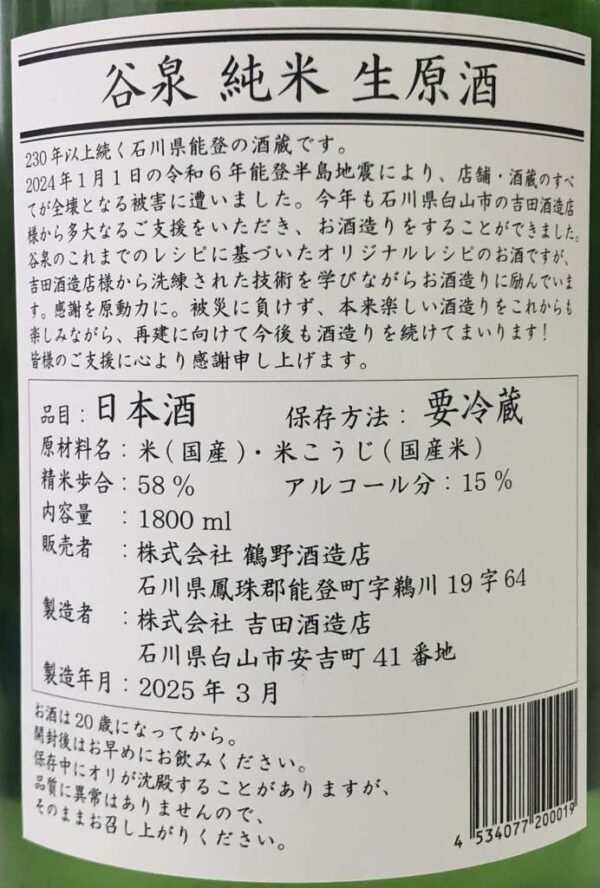 谷泉 純米 生原酒
230年以上続く石川県能登の酒蔵です。
2024年1月1日の令和6年能登半島地震により、店舗・酒蔵のすべ
てが全壊となる被害に遭いました。今年も石川県白山市の吉田酒造店
様から多大なるご支援をいただき、お酒造りをすることができました。
谷泉のこれまでのレシピに基づいたオリジナルレシピのお酒ですが、
吉田酒造店様から洗練された技術を学びながらお酒造りに励んでいま
す。感謝を原動力に。被災に負けず、本来楽しい酒造りをこれからも
楽しみながら、再建に向けて今後も酒造りを続けてまいります!
皆様のご支援に心より感謝申し上げます。
品目：日本酒 保存方法：要冷蔵
原材料名：米(国産)・米こうじ(国産米)
精米歩合：58% アルコール分：15%
内容量：1800 ml
販売者：株式会社 鶴野酒造店
石川県鳳珠郡能登町字鵜川19字64
製造者：株式会社 吉田酒造店
石川県白山市安吉町41番地
製造年月：2025年3月
お酒は20歳になってから。
開封後はお早めにお飲みください。
保存中にオリが沈殿することがありますが、
品質に異常はありませんので、
そのままお召し上がりください。
4 534077 200019